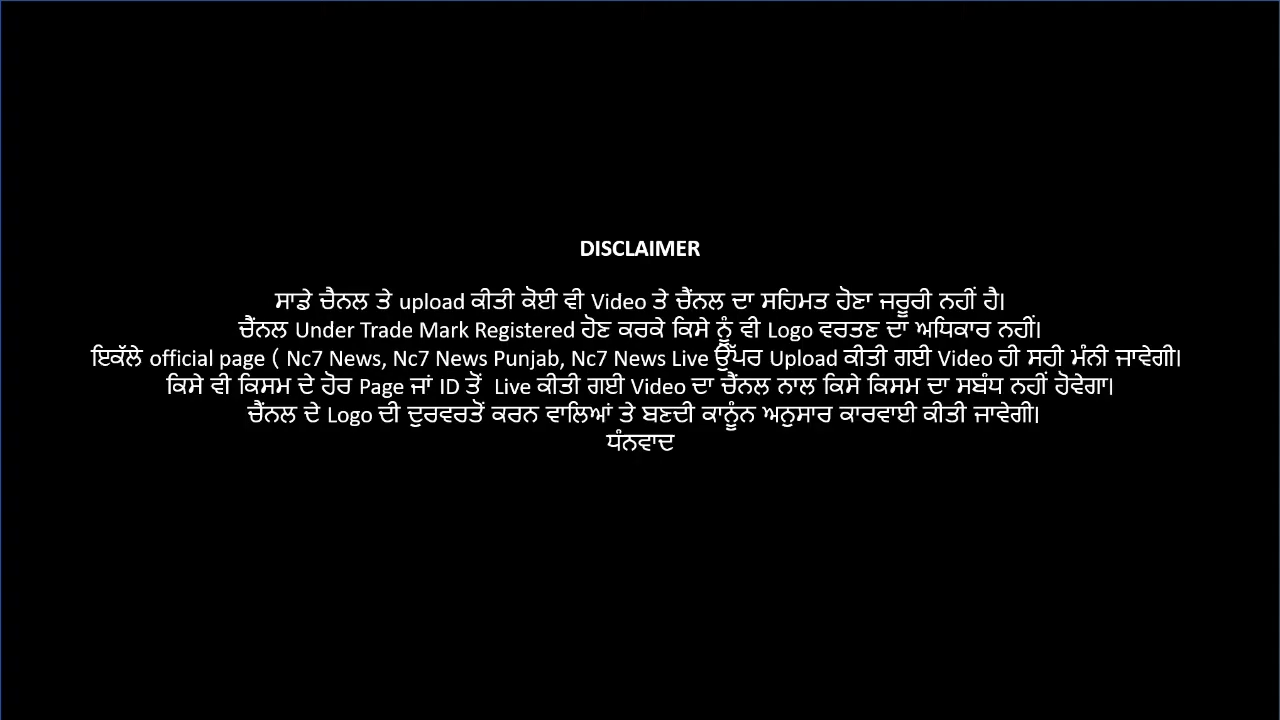 DISCLAIMER
ਸਾਡੇ ਚੈਨਲ ਤੇ upload ਕੀਤੀ ਕੋਈ ਵੀ Video ਤੇ ਚੈਂਨਲ ਦਾ ਸਹਿਮਤ ਹੋਣਾ ਜਰੂਰੀ ਨਹੀਂ ਹੈ।
ਚੈਂਨਲ Under Trade Mark Registered ਹੋਣ ਕਰਕੇ ਕਿਸੇ ਨੂੰ ਵੀ Logo ਵਰਤਣ ਦਾ ਅਧਿਕਾਰ ਨਹੀਂ।
ਇਕੱਲੇ official page ( Nc7 News, Nc7 News Punjab, Nc7 News Live ਉੱਪਰ Upload ਕੀਤੀ ਗਈ Video ਹੀ ਸਹੀ ਮੰਨੀ ਜਾਵੇਗੀ।
ਕਿਸੇ ਵੀ ਕਿਸਮ ਦੇ ਹੋਰ Page ਜਾਂ ID ਤੋਂ Live ਕੀਤੀ ਗਈ Video ਦਾ ਚੈਂਨਲ ਨਾਲ ਕਿਸੇ ਕਿਸਮ ਦਾ ਸਬੰਧ ਨਹੀਂ ਹੋਵੇਗਾ।
ਚੈਂਨਲ ਦੇ Logo ਦੀ ਦੁਰਵਰਤੋਂ ਕਰਨ ਵਾਲਿਆਂ ਤੇ ਬਣਦੀ ਕਾਨੂੰਨ ਅਨੁਸਾਰ ਕਾਰਵਾਈ ਕੀਤੀ ਜਾਵੇਗੀ।
ਧੰਨਵਾਦ